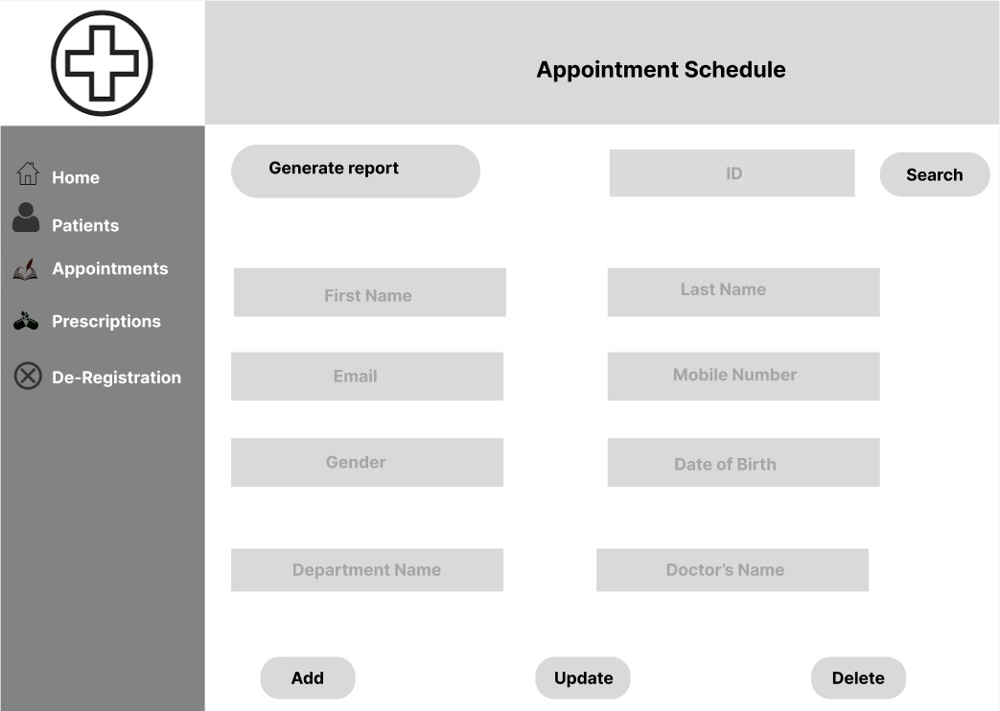 Appointment Schedule
Home
Patients
Appointments
Prescriptions
De-Registration
Generate report
ID
Search
First Name
Last Name
Email
Mobile Number
Gender
Date of Birth
Department Name
Doctor’s Name
Add
Update
Delete